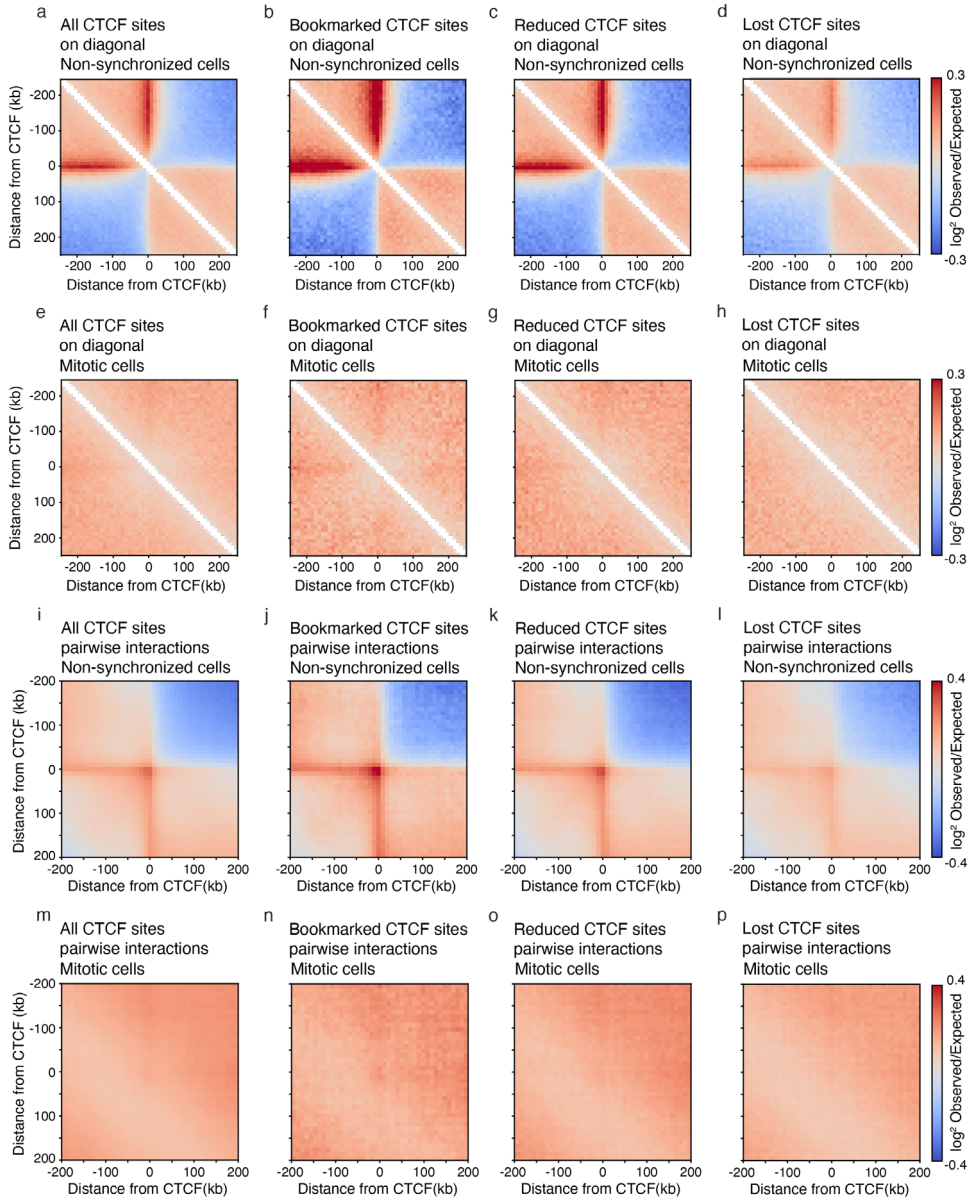 a
All CTCF sites
on diagonal
Non-synchronized cells
b
Bookmarked CTCF sites
on diagonal
Non-synchronized cells
c
Reduced CTCF sites
on diagonal
Non-synchronized cells
d
Lost CTCF sites
on diagonal
Non-synchronized cells
Distance from CTCF (kb)
-200
-100
0
100
200
-200 -100 0 100 200
Distance from CTCF(kb)
-200 -100 0 100 200
Distance from CTCF(kb)
-200 -100 0 100 200
Distance from CTCF(kb)
-200 -100 0 100 200
Distance from CTCF(kb)
0.3
log² Observed/Expected
-0.3
e
All CTCF sites
on diagonal
Mitotic cells
f
Bookmarked CTCF sites
on diagonal
Mitotic cells
g
Reduced CTCF sites
on diagonal
Mitotic cells
h
Lost CTCF sites
on diagonal
Mitotic cells
Distance from CTCF (kb)
-200
-100
0
100
200
-200 -100 0 100 200
Distance from CTCF(kb)
-200 -100 0 100 200
Distance from CTCF(kb)
-200 -100 0 100 200
Distance from CTCF(kb)
-200 -100 0 100 200
Distance from CTCF(kb)
0.3
log² Observed/Expected
-0.3
i
All CTCF sites
pairwise interactions
Non-synchronized cells
j
Bookmarked CTCF sites
pairwise interactions
Non-synchronized cells
k
Reduced CTCF sites
pairwise interactions
Non-synchronized cells
l
Lost CTCF sites
pairwise interactions
Non-synchronized cells
Distance from CTCF (kb)
-200
-100
0
100
200
-200 -100 0 100 200
Distance from CTCF(kb)
-200 -100 0 100 200
Distance from CTCF(kb)
-200 -100 0 100 200
Distance from CTCF(kb)
-200 -100 0 100 200
Distance from CTCF(kb)
0.4
log² Observed/Expected
-0.4
m
All CTCF sites
pairwise interactions
Mitotic cells
n
Bookmarked CTCF sites
pairwise interactions
Mitotic cells
o
Reduced CTCF sites
pairwise interactions
Mitotic cells
p
Lost CTCF sites
pairwise interactions
Mitotic cells
Distance from CTCF (kb)
-200
-100
0
100
200
-200 -100 0 100 200
Distance from CTCF(kb)
-200 -100 0 100 200
Distance from CTCF(kb)
-200 -100 0 100 200
Distance from CTCF(kb)
-200 -100 0 100 200
Distance from CTCF(kb)
0.4
log² Observed/Expected
-0.4